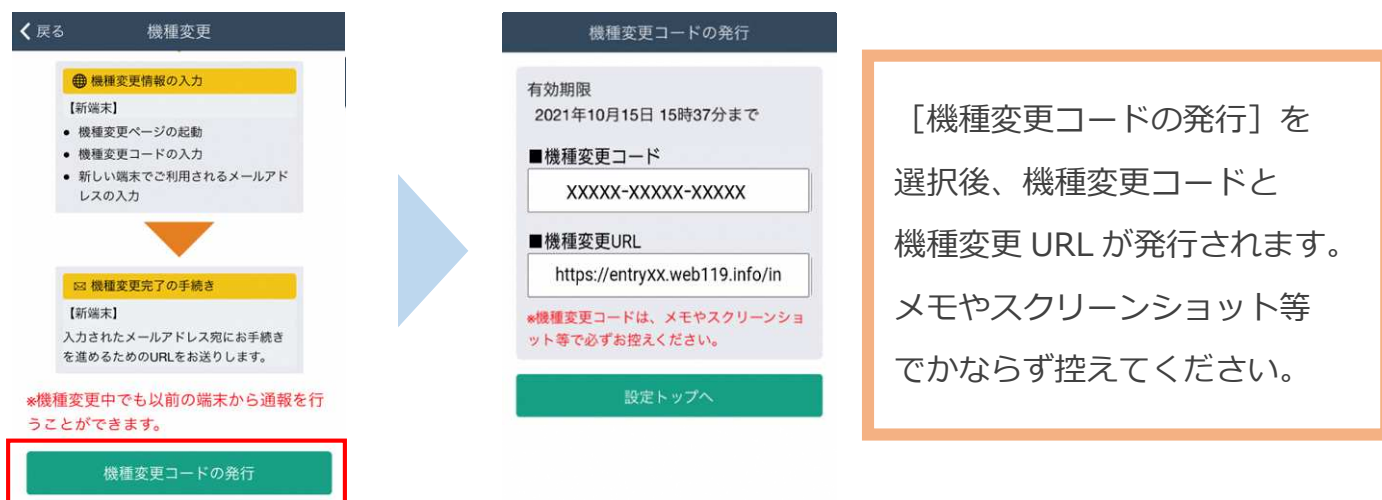 戻る
機種変更
機種変更情報の入力
【新端末】
● 機種変更ページの起動
● 機種変更コードの入力
● 新しい端末でご利用されるメールアド
レスの入力
機種変更完了の手続き
【新端末】
入力されたメールアドレス宛にお手続き
を進めるためのURLをお送りします。
※機種変更中でも以前の端末から通報を行
うことができます。
機種変更コードの発行
機種変更コードの発行
有効期限
2021年10月15日 15時37分まで
■機種変更コード
XXXXX-XXXXX-XXXXX
■機種変更URL
https://entryXX.web119.info/in
※機種変更コードは、メモやスクリーンショ
ット等で必ずお控えください。
設定トップへ
［機種変更コードの発行］を
選択後、機種変更コードと
機種変更 URL が発行されます。
メモやスクリーンショット等
でかならず控えてください。